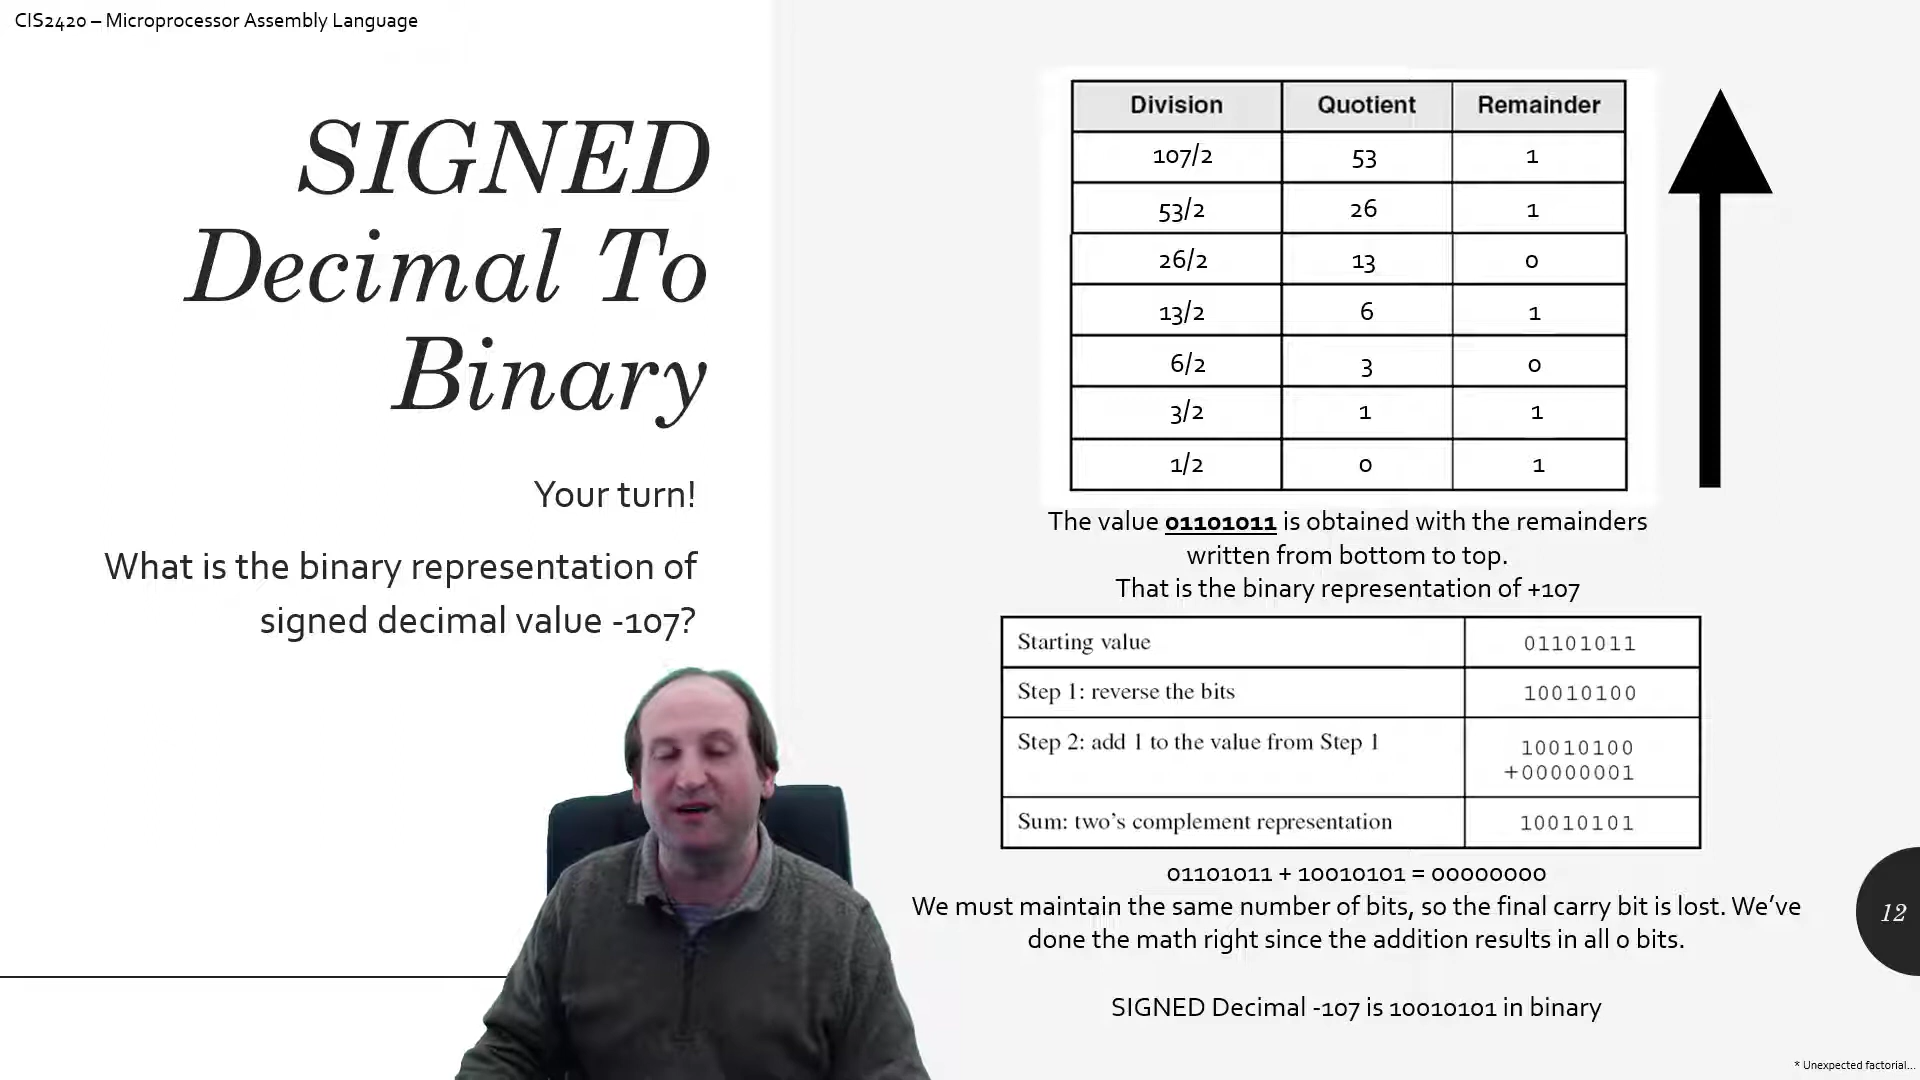 CIS2420 – Microprocessor Assembly Language
SIGNED
Decimal To
Binary
Your turn!
What is the binary representation of
signed decimal value -107?
Division Quotient Remainder
107/2 53 1
53/2 26 1
26/2 13 0
13/2 6 1
6/2 3 0
3/2 1 1
1/2 0 1
The value 01101011 is obtained with the remainders
written from bottom to top.
That is the binary representation of +107
Starting value 01101011
Step 1: reverse the bits 10010100
Step 2: add 1 to the value from Step 1 10010100
+00000001
Sum: two's complement representation 10010101
01101011 + 10010101 = 00000000
We must maintain the same number of bits, so the final carry bit is lost. We've
done the math right since the addition results in all 0 bits.
SIGNED Decimal -107 is 10010101 in binary
12
* Unexpected factorial...